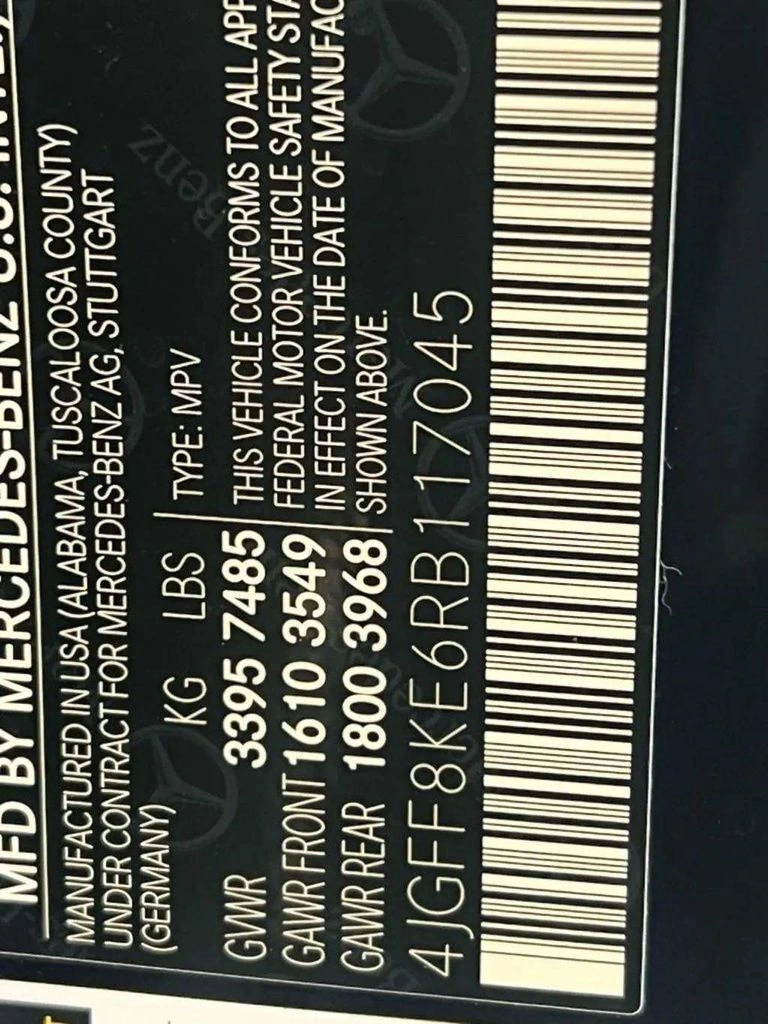 MFD BY MERCEDES-BENZ U.S. INTL.
MANUFACTURED IN USA (ALABAMA, TUSCALOOSA COUNTY)
UNDER CONTRACT FOR MERCEDES-BENZ AG, STUTTGART
(GERMANY)
KG LBS TYPE: MPV
GVWR 3395 7485 THIS VEHICLE CONFORMS TO ALL APP
GAWR FRONT 1610 3549 FEDERAL MOTOR VEHICLE SAFETY STA
GAWR REAR 1800 3968 IN EFFECT ON THE DATE OF MANUFAC
SHOWN ABOVE.
4JGFF8KE6RB117045